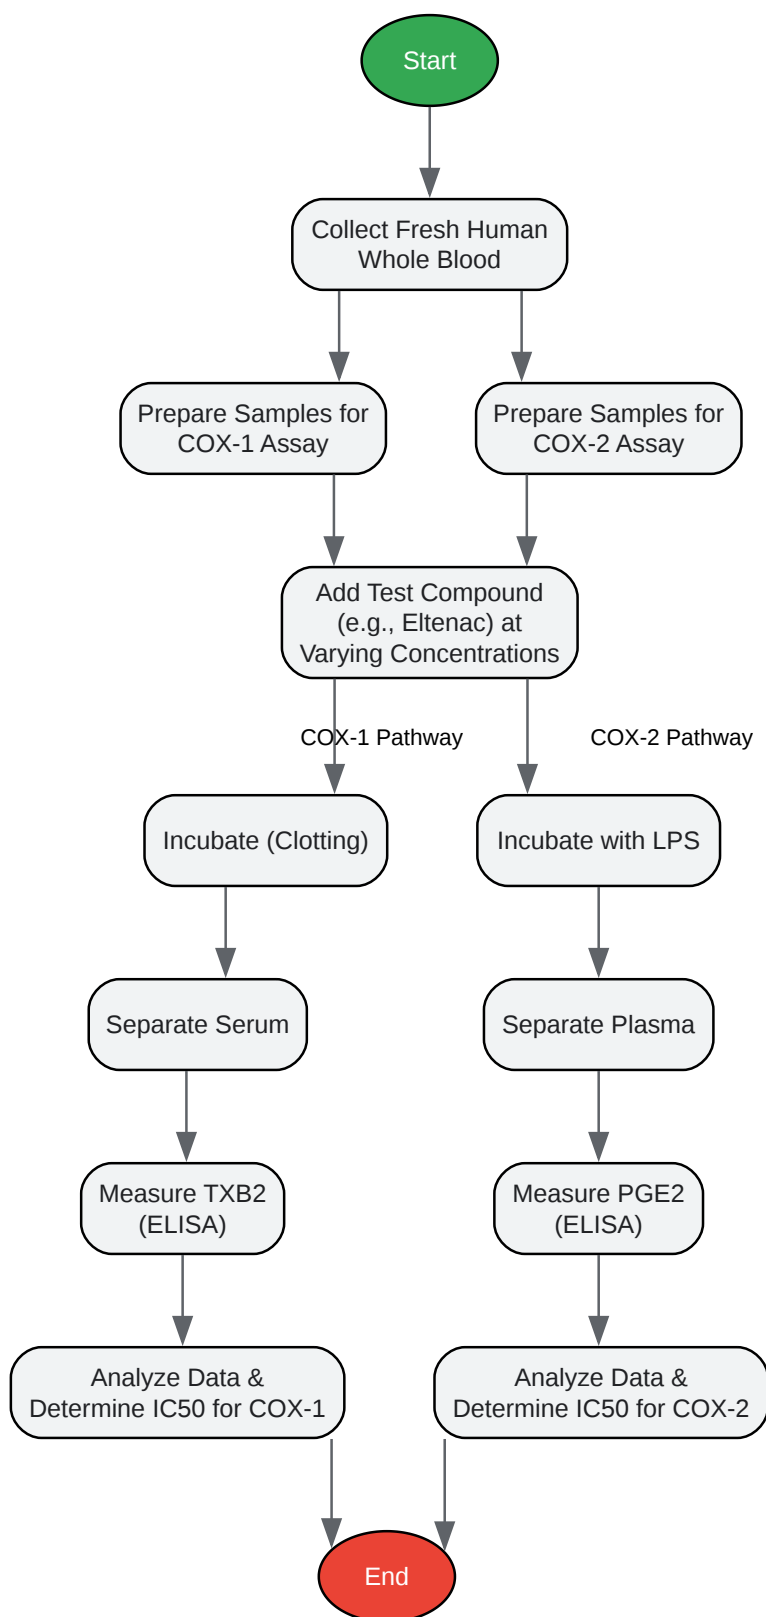 Start
Collect Fresh Human
Whole Blood
Prepare Samples for
COX-1 Assay
Prepare Samples for
COX-2 Assay
Add Test Compound
(e.g., Eltenac) at
Varying Concentrations
COX-1 Pathway
COX-2 Pathway
Incubate (Clotting)
Incubate with LPS
Separate Serum
Separate Plasma
Measure TXB2
(ELISA)
Measure PGE2
(ELISA)
Analyze Data &
Determine IC50 for COX-1
Analyze Data &
Determine IC50 for COX-2
End